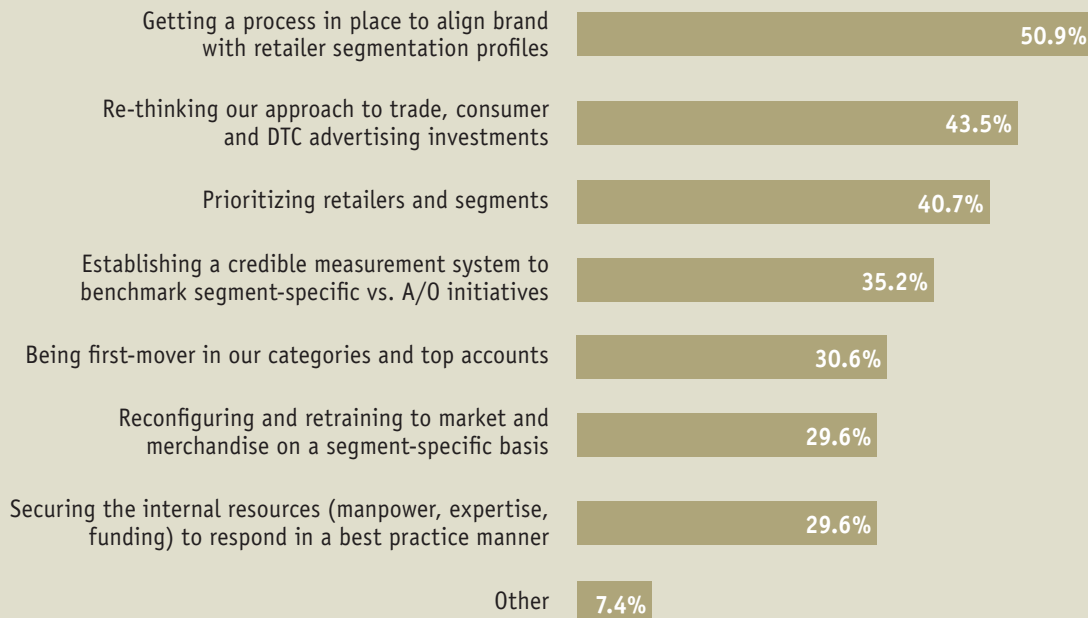 Getting a process in place to align brand
with retailer segmentation profiles
50.9%
Re-thinking our approach to trade, consumer
and DTC advertising investments
43.5%
Prioritizing retailers and segments
40.7%
Establishing a credible measurement system to
benchmark segment-specific vs. A/O initiatives
35.2%
Being first-mover in our categories and top accounts
30.6%
Reconfiguring and retraining to market and
merchandise on a segment-specific basis
29.6%
Securing the internal resources (manpower, expertise,
funding) to respond in a best practice manner
29.6%
Other
7.4%